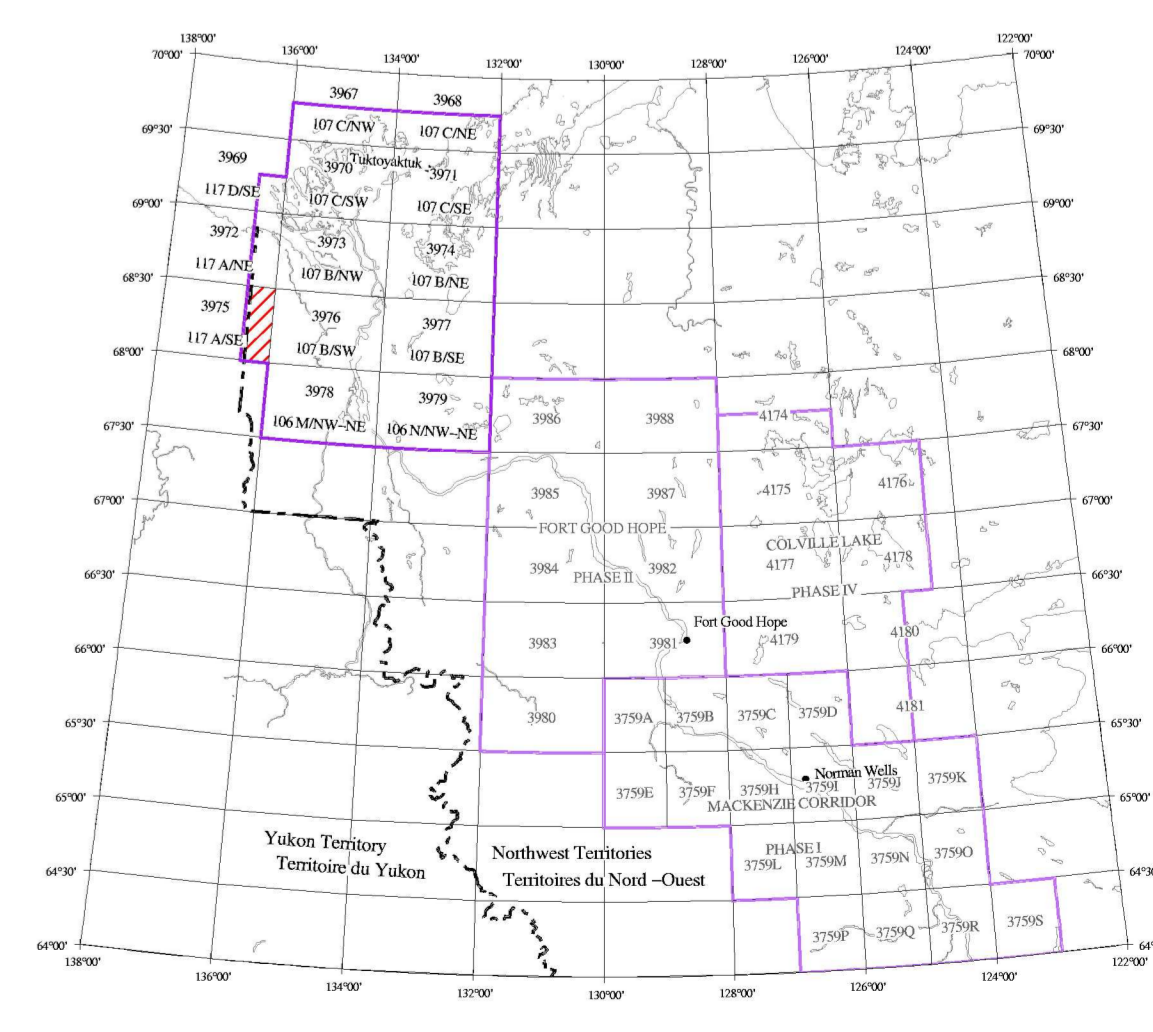 138°00'
136°00'
134°00'
132°00'
130°00'
128°00'
126°00'
124°00'
122°00'
70°00'
70°00'
3967
3968
107 C/NW
107 C/NE
69°30'
69°30'
3969
3970
Tuktoyaktuk
3971
117 D/SE
107 C/SW
107 C/SE
69°00'
69°00'
3972
3973
3974
117 A/NE
107 B/NW
107 B/NE
68°30'
68°30'
3975
3976
3977
117 A/SE
107 B/SW
107 B/SE
68°00'
68°00'
3978
3979
3986
3988
4174
106 M/NW–NE
106 N/NW–NE
67°30'
67°30'
3985
3987
4175
4176
67°00'
67°00'
FORT GOOD HOPE
COLVILLE LAKE
3984
3982
4177
4178
PHASE II
PHASE IV
66°30'
66°30'
Fort Good Hope
3983
3981
4179
4180
66°00'
66°00'
3980
3759A
3759B
3759C
3759D
4181
65°30'
65°30'
Norman Wells
3759E
3759F
3759H
3759I
3759J
3759K
MACKENZIE CORRIDOR
65°00'
65°00'
Yukon Territory
Territoire du Yukon
Northwest Territories
Territoires du Nord –Ouest
PHASE I
3759L
3759M
3759N
3759O
64°30'
64°30'
3759P
3759Q
3759R
3759S
64°00'
64°
138°00'
136°00'
134°00'
132°00'
130°00'
128°00'
126°00'
124°00'
122°00'